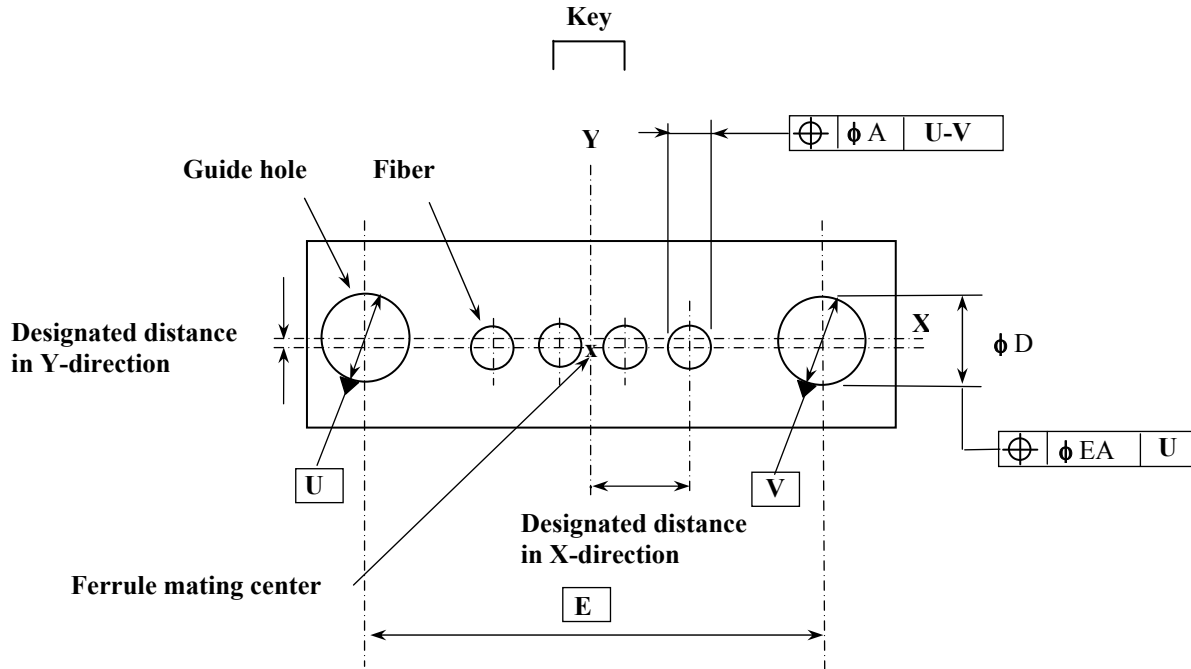 Key
Y
ϕ A U-V
Guide hole
Fiber
X
Designated distance
in Y-direction
x
ϕ D
ϕ EA U
U
V
Designated distance
in X-direction
Ferrule mating center
E